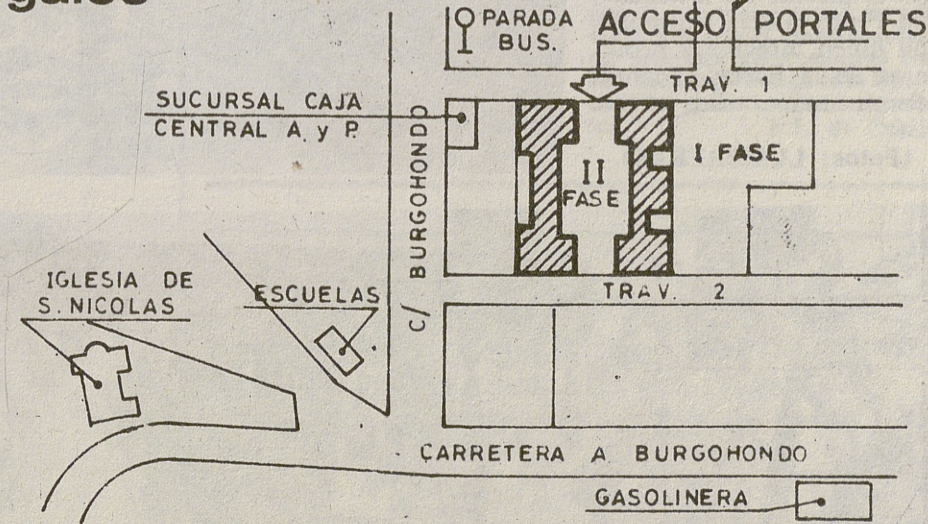 PARADA
BUS.
ACCESO PORTALES
TRAV. 1
SUCURSAL CAJA
CENTRAL A y P.
C/ BURGOHONDO
I FASE
II
FASE
IGLESIA DE
S. NICOLAS
ESCUELAS
TRAV. 2
CARRETERA A BURGOHONDO
GASOLINERA